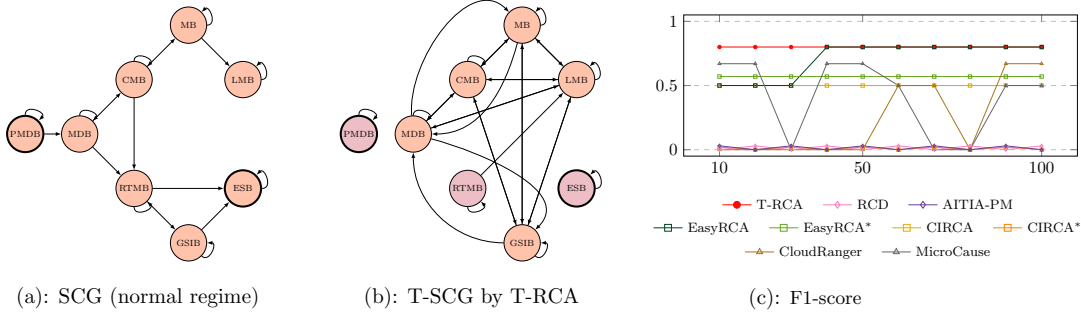 MB
CMB
LMB
PMDB
MDB
RTMB
ESB
GSIB
(a): SCG (normal regime)
MB
CMB
LMB
PMDB
MDB
RTMB
ESB
GSIB
(b): T-SCG by T-RCA
1
0.5
0
10
50
100
T-RCA RCD AITIA-PM
EasyRCA EasyRCA* CIRCA CIRCA*
CloudRanger MicroCause
(c): F1-score